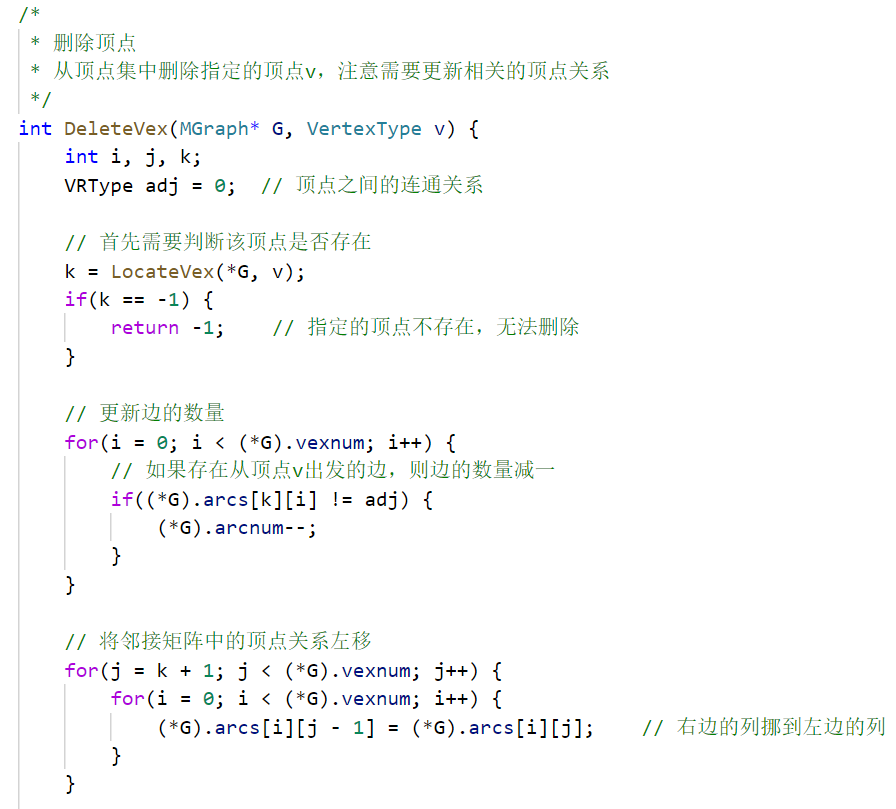 /*
 * 删除顶点
 * 从顶点集中删除指定的顶点v，注意需要更新相关的顶点关系
 */
int DeleteVex(MGraph* G, VertexType v) {
    int i, j, k;
    VRType adj = 0;  // 顶点之间的连通关系

    // 首先需要判断该顶点是否存在
    k = LocateVex(*G, v);
    if(k == -1) {
        return -1;    // 指定的顶点不存在，无法删除
    }

    // 更新边的数量
    for(i = 0; i < (*G).vexnum; i++) {
        // 如果存在从顶点v出发的边，则边的数量减一
        if((*G).arcs[k][i] != adj) {
            (*G).arcnum--;
        }
    }

    // 将邻接矩阵中的顶点关系左移
    for(j = k + 1; j < (*G).vexnum; j++) {
        for(i = 0; i < (*G).vexnum; i++) {
            (*G).arcs[i][j - 1] = (*G).arcs[i][j];    // 右边的列挪到左边的列
        }
    }